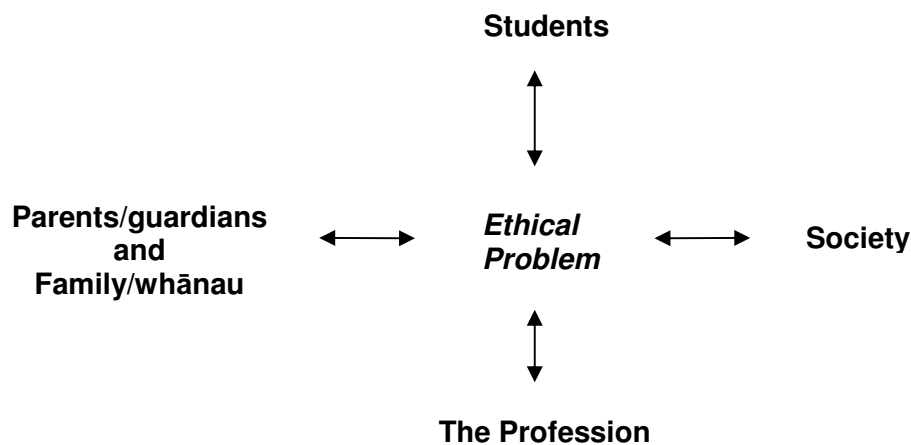 Students
Parents/guardians
and
Family/whānau
Ethical
Problem
Society
The Profession